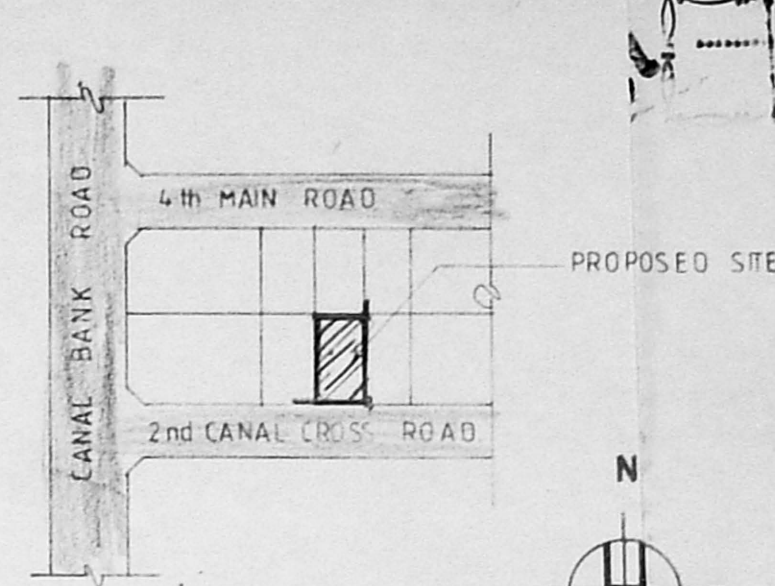 4th MAIN ROAD
CANAL BANK ROAD
PROPOSED SITE
2nd CANAL CROSS ROAD
N